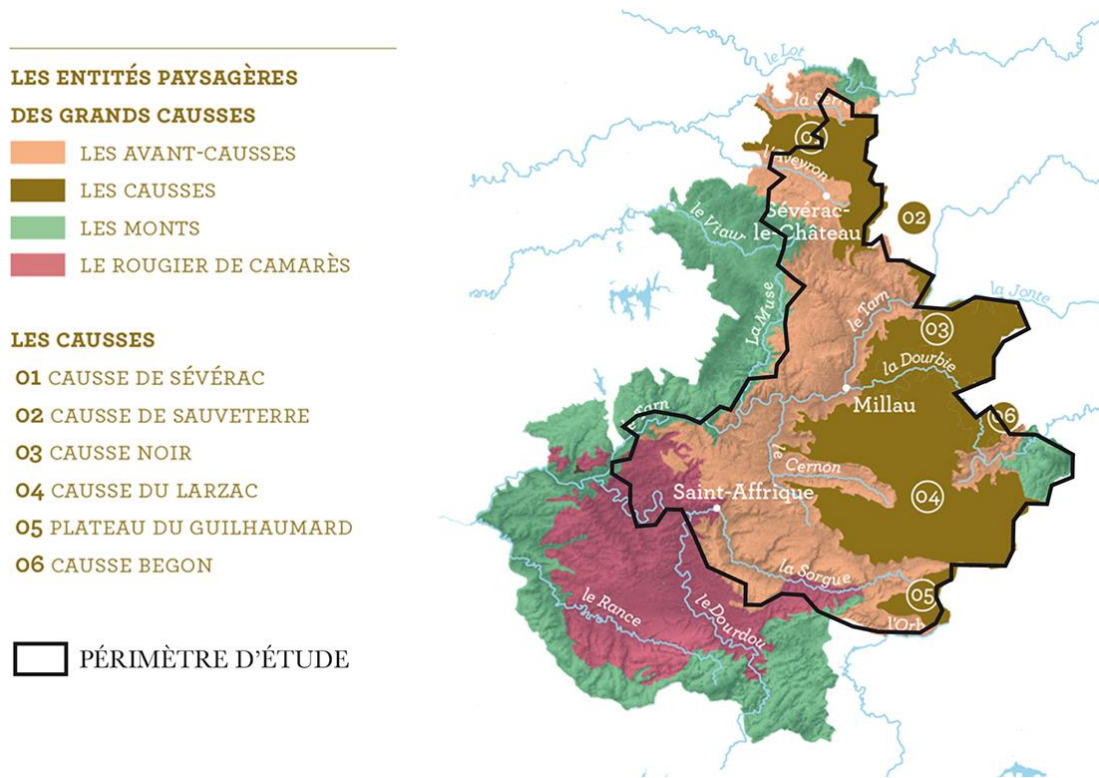 LES ENTITÉS PAYSAGÈRES
DES GRANDS CAUSSES
LES AVANT-CAUSSES
LES CAUSSES
LES MONTS
LE ROUGIER DE CAMARÈS
LES CAUSSES
01 CAUSSE DE SÉVÉRAC
02 CAUSSE DE SAUVETERRE
03 CAUSSE NOIR
04 CAUSSE DU LARZAC
05 PLATEAU DU GUILHAUMARD
06 CAUSSE BEGON
PÉRIMÈTRE D'ÉTUDE
le Lot
la
l'Aveyron
02
Sévérac-
le-Château
le Viaur
la Jonte
La Muse
le Tarn
03
la Dourbie
Millau
06
Tarn
le Cernon
Saint-Affrique
04
la Sorgue
05
le Rance
le Dourdou
l'Orb